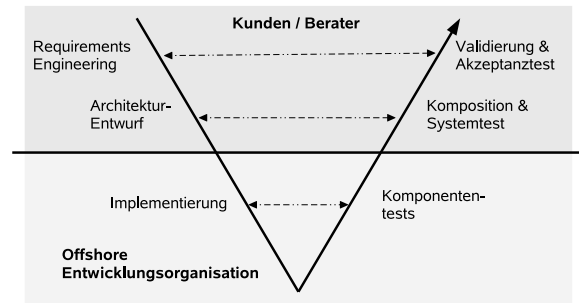 Kunden / Berater
Requirements
Engineering
Validierung &
Akzeptanztest
Architektur-
Entwurf
Komposition &
Systemtest
Implementierung
Komponenten-
tests
Offshore
Entwicklungsorganisation